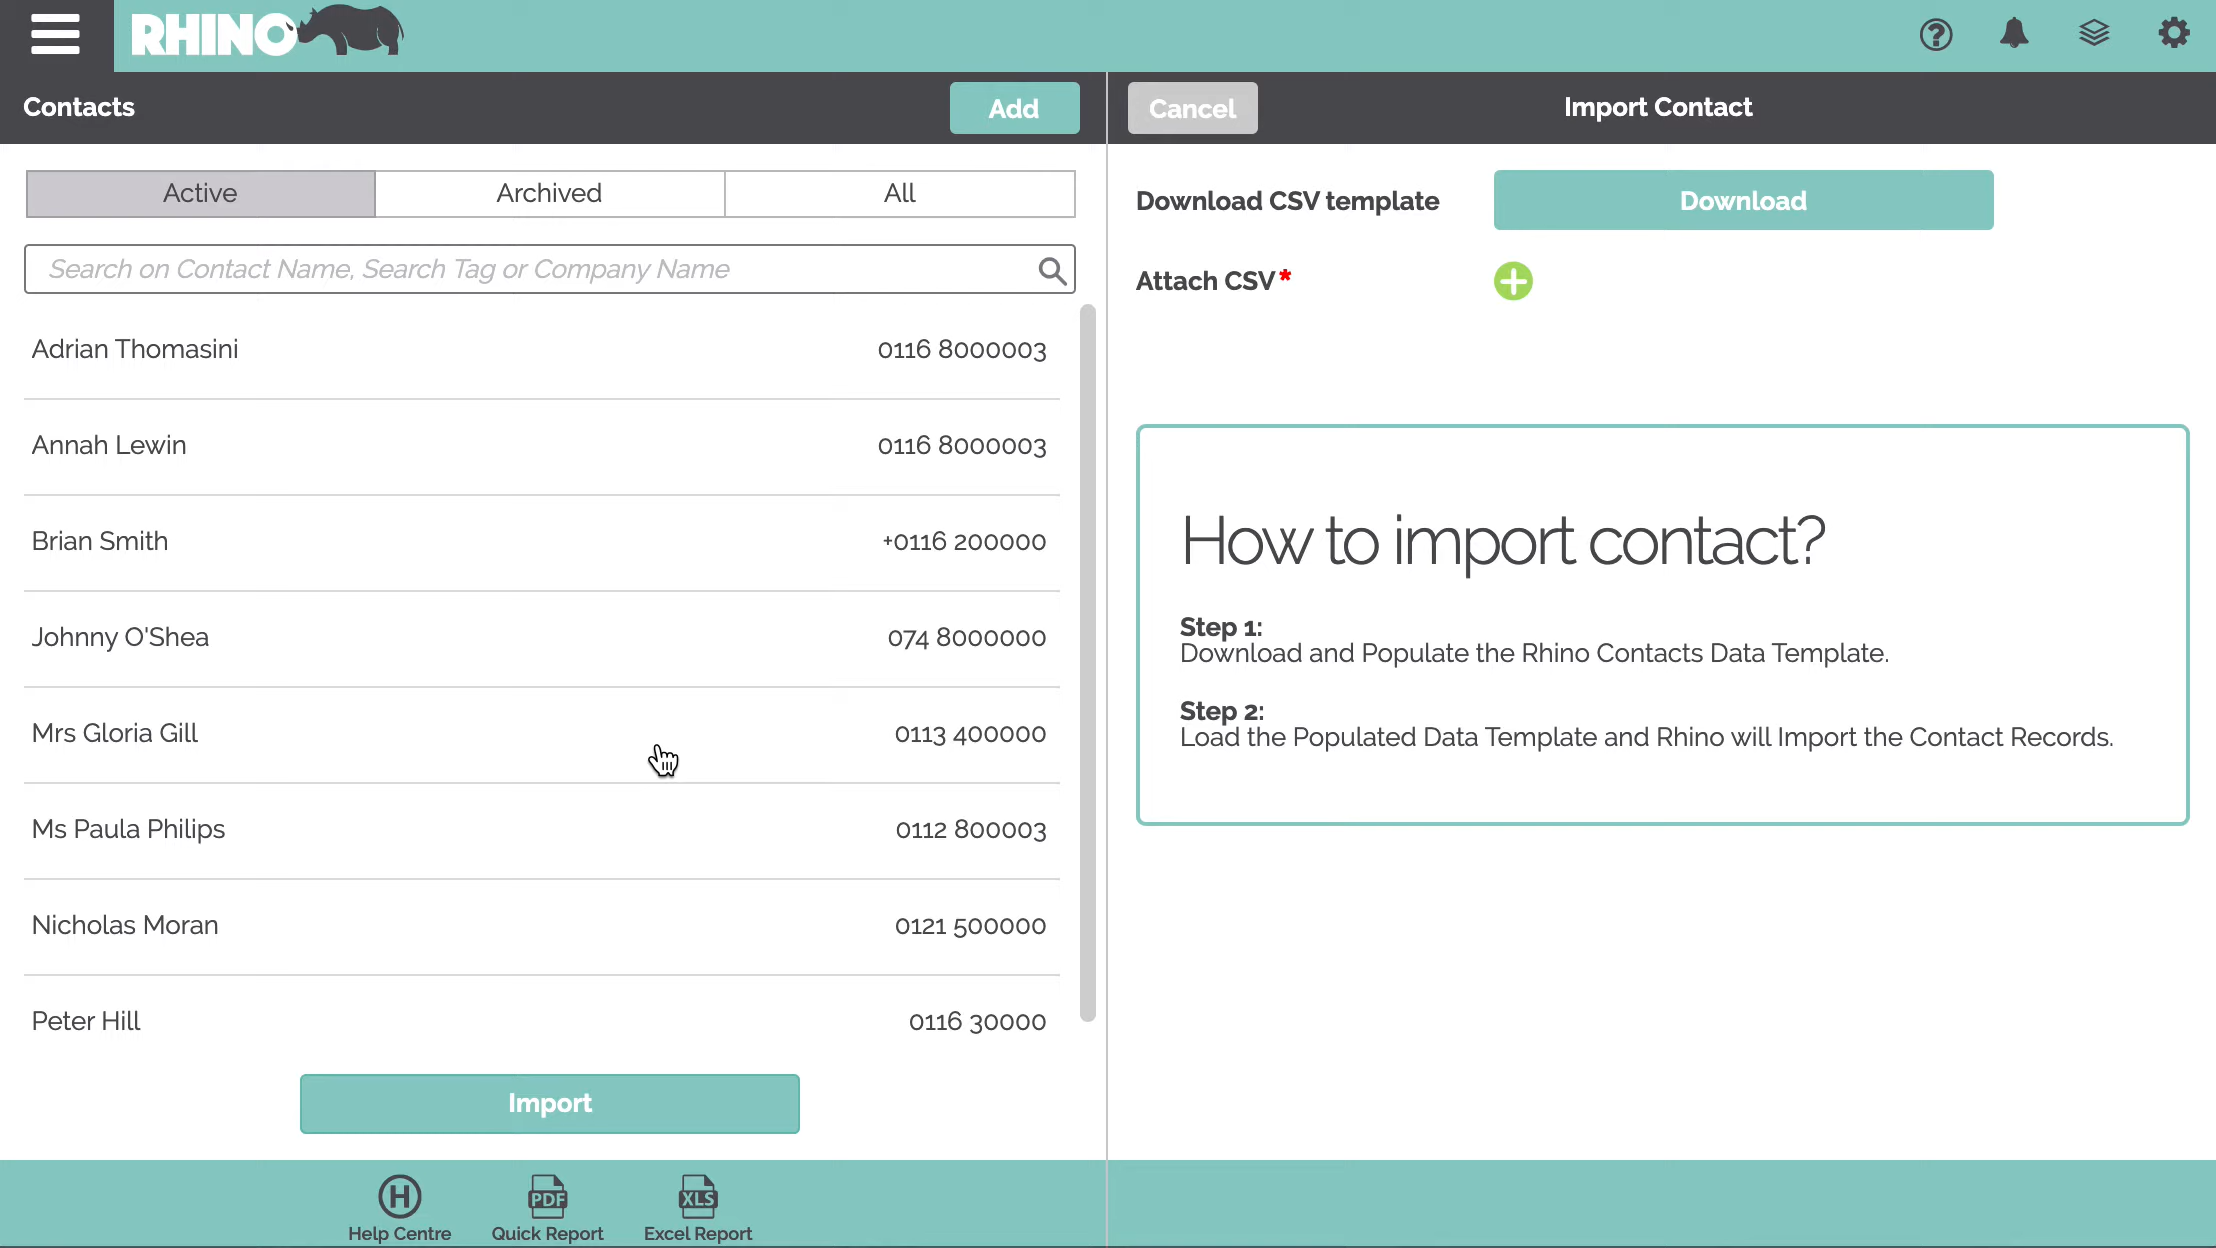 RHINO
Contacts
Add
Cancel
Import Contact
Active
Archived
All
Search on Contact Name, Search Tag or Company Name
Adrian Thomasini
0116 8000003
Annah Lewin
0116 8000003
Brian Smith
+0116 200000
Johnny O'Shea
074 8000000
Mrs Gloria Gill
0113 400000
Ms Paula Philips
0112 800003
Nicholas Moran
0121 500000
Peter Hill
0116 30000
Import
Download CSV template
Download
Attach CSV*
How to import contact?
Step 1:
Download and Populate the Rhino Contacts Data Template.
Step 2:
Load the Populated Data Template and Rhino will Import the Contact Records.
H
Help Centre
PDF
Quick Report
XLS
Excel Report